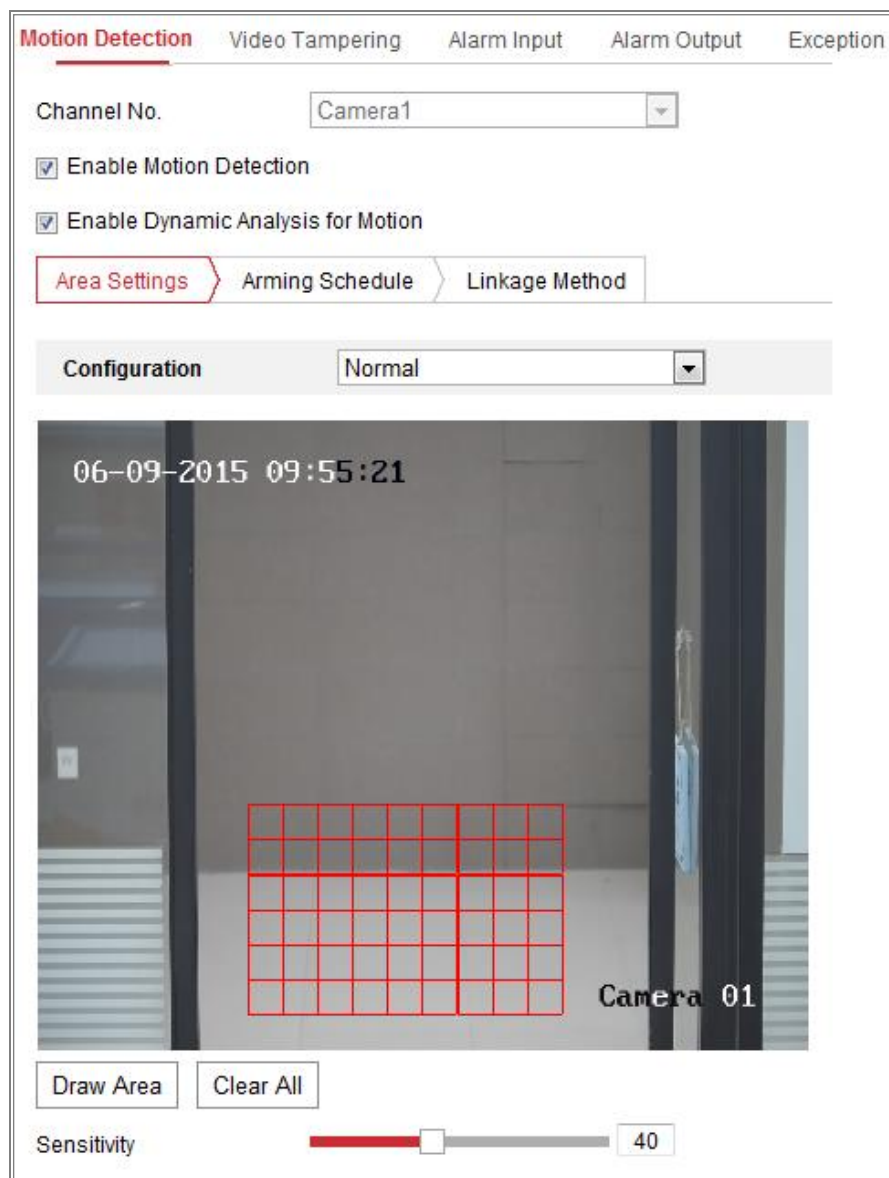 Motion Detection Video Tampering Alarm Input Alarm Output Exception
Channel No. Camera1
Enable Motion Detection
Enable Dynamic Analysis for Motion
Area Settings Arming Schedule Linkage Method
Configuration Normal
06-09-2015 09:55:21
Camera 01
Draw Area Clear All
Sensitivity 40